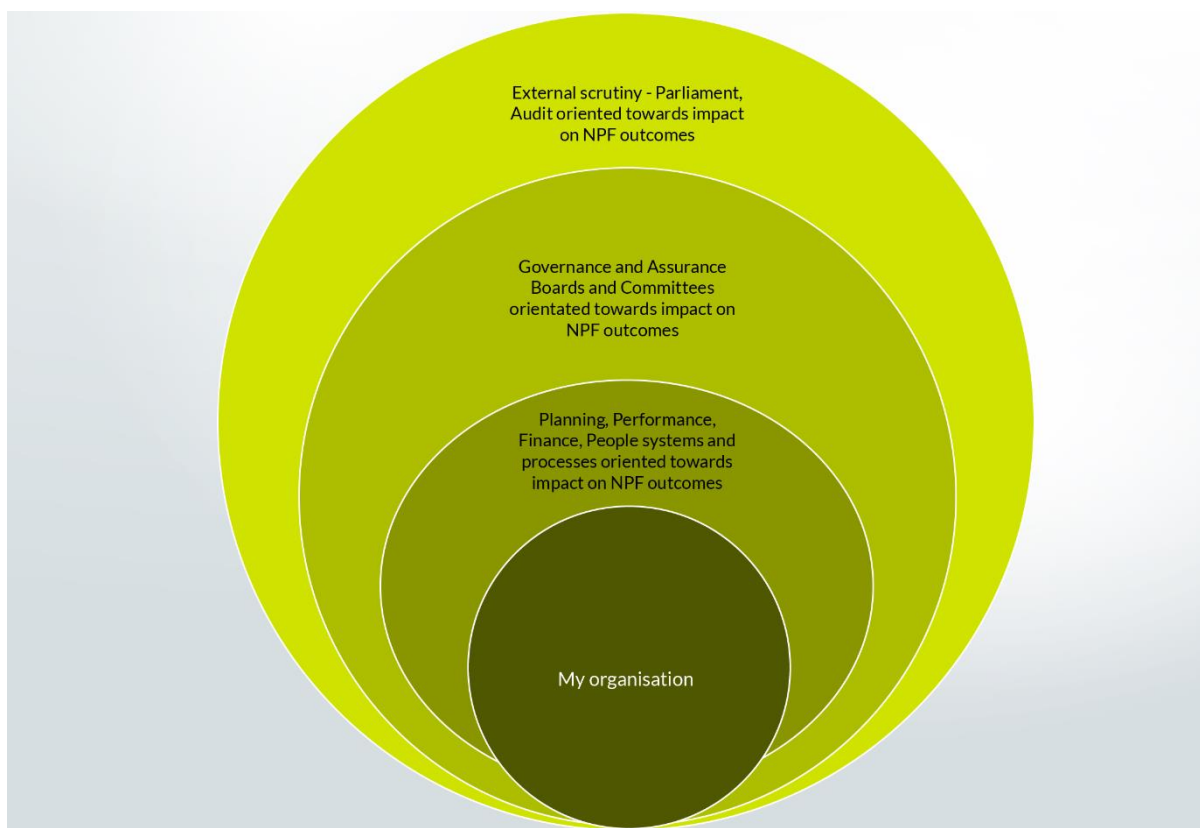 External scrutiny - Parliament,
Audit oriented towards impact
on NPF outcomes
Governance and Assurance
Boards and Committees
orientated towards impact on
NPF outcomes
Planning, Performance,
Finance, People systems and
processes oriented towards
impact on NPF outcomes
My organisation